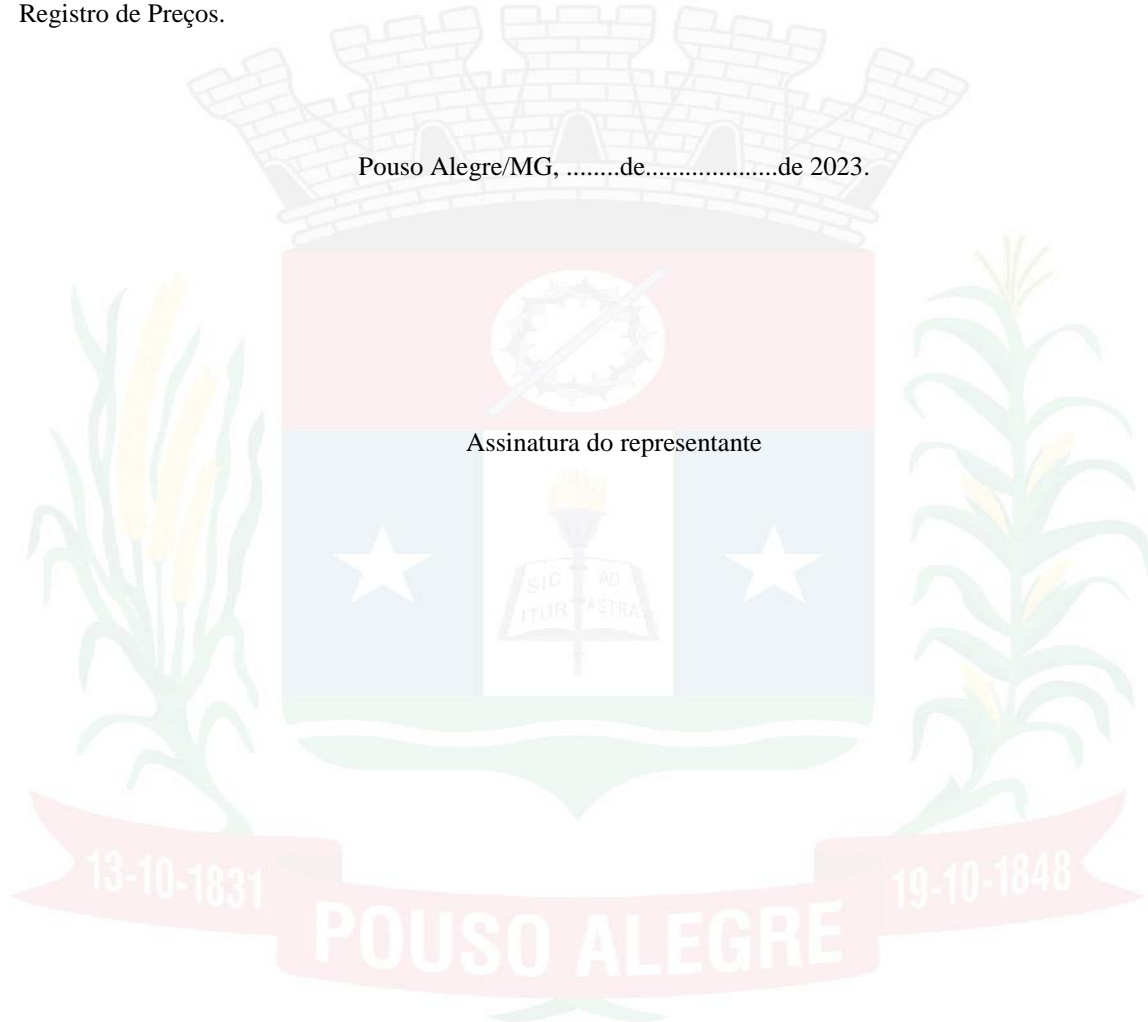 Registro de Preços.
Pouso Alegre/MG, ........de....................de 2023.
Assinatura do representante
SIC AD
ITUR ASTRA
13-10-1831
19-10-1848
POUSO ALEGRE